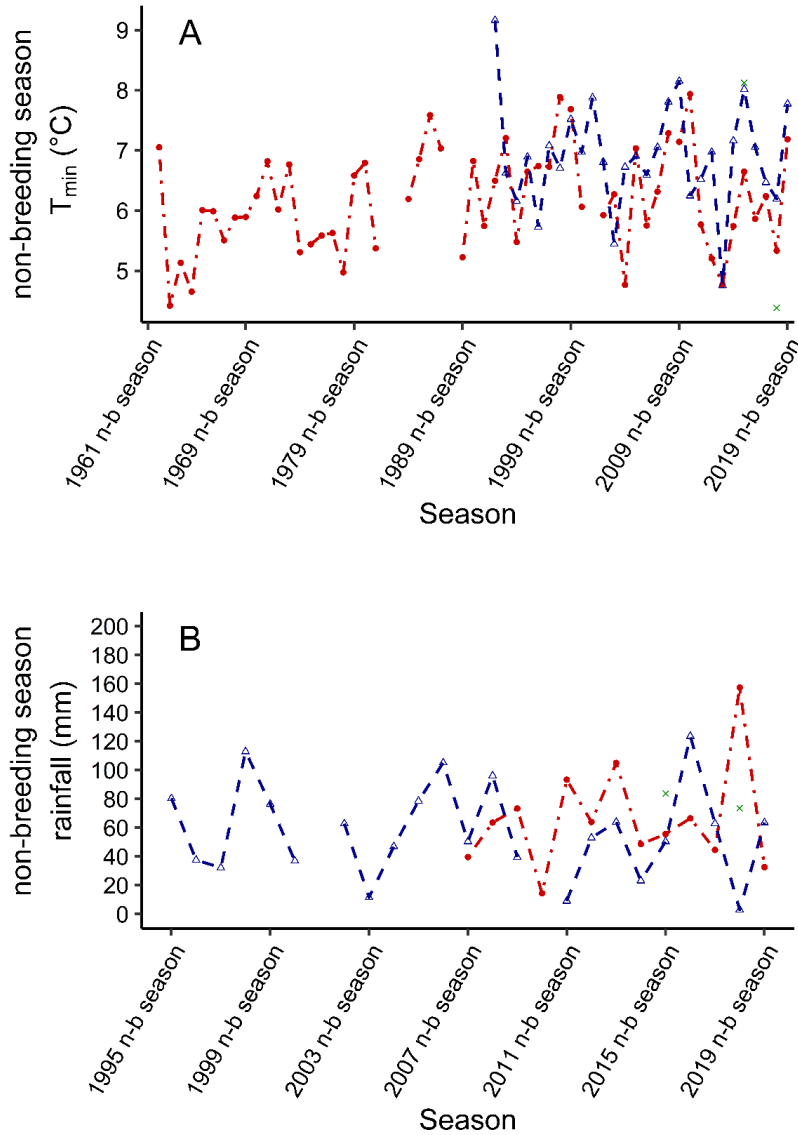 A
non-breeding season
Tmin (°C)
9
8
7
6
5
1961 n-b season
1969 n-b season
1979 n-b season
1989 n-b season
1999 n-b season
2009 n-b season
2019 n-b season
Season
B
non-breeding season
rainfall (mm)
200
180
160
140
120
100
80
60
40
20
0
1995 n-b season
1999 n-b season
2003 n-b season
2007 n-b season
2011 n-b season
2015 n-b season
2019 n-b season
Season